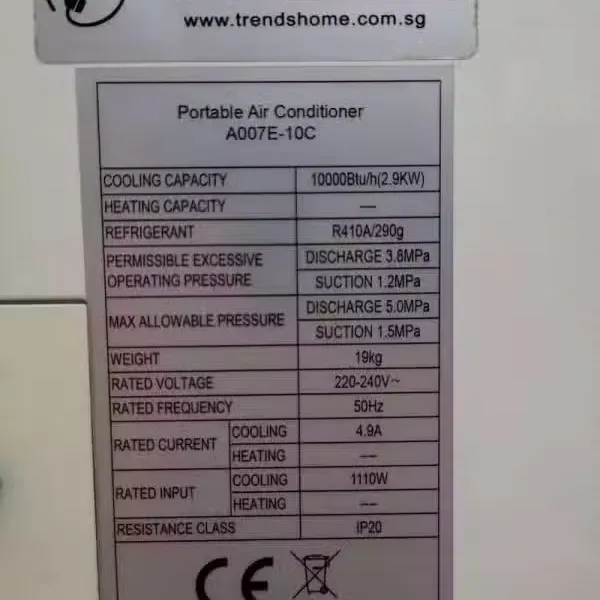 www.trendshome.com.sg
Portable Air Conditioner
A007E-10C
COOLING CAPACITY 10000Btu/h(2.9KW)
HEATING CAPACITY —
REFRIGERANT R410A/290g
PERMISSIBLE EXCESSIVE OPERATING PRESSURE DISCHARGE 3.8MPa
SUCTION 1.2MPa
MAX ALLOWABLE PRESSURE DISCHARGE 5.0MPa
SUCTION 1.5MPa
WEIGHT 19kg
RATED VOLTAGE 220-240V~
RATED FREQUENCY 50Hz
RATED CURRENT COOLING 4.9A
HEATING —
RATED INPUT COOLING 1110W
HEATING —
RESISTANCE CLASS IP20
CE